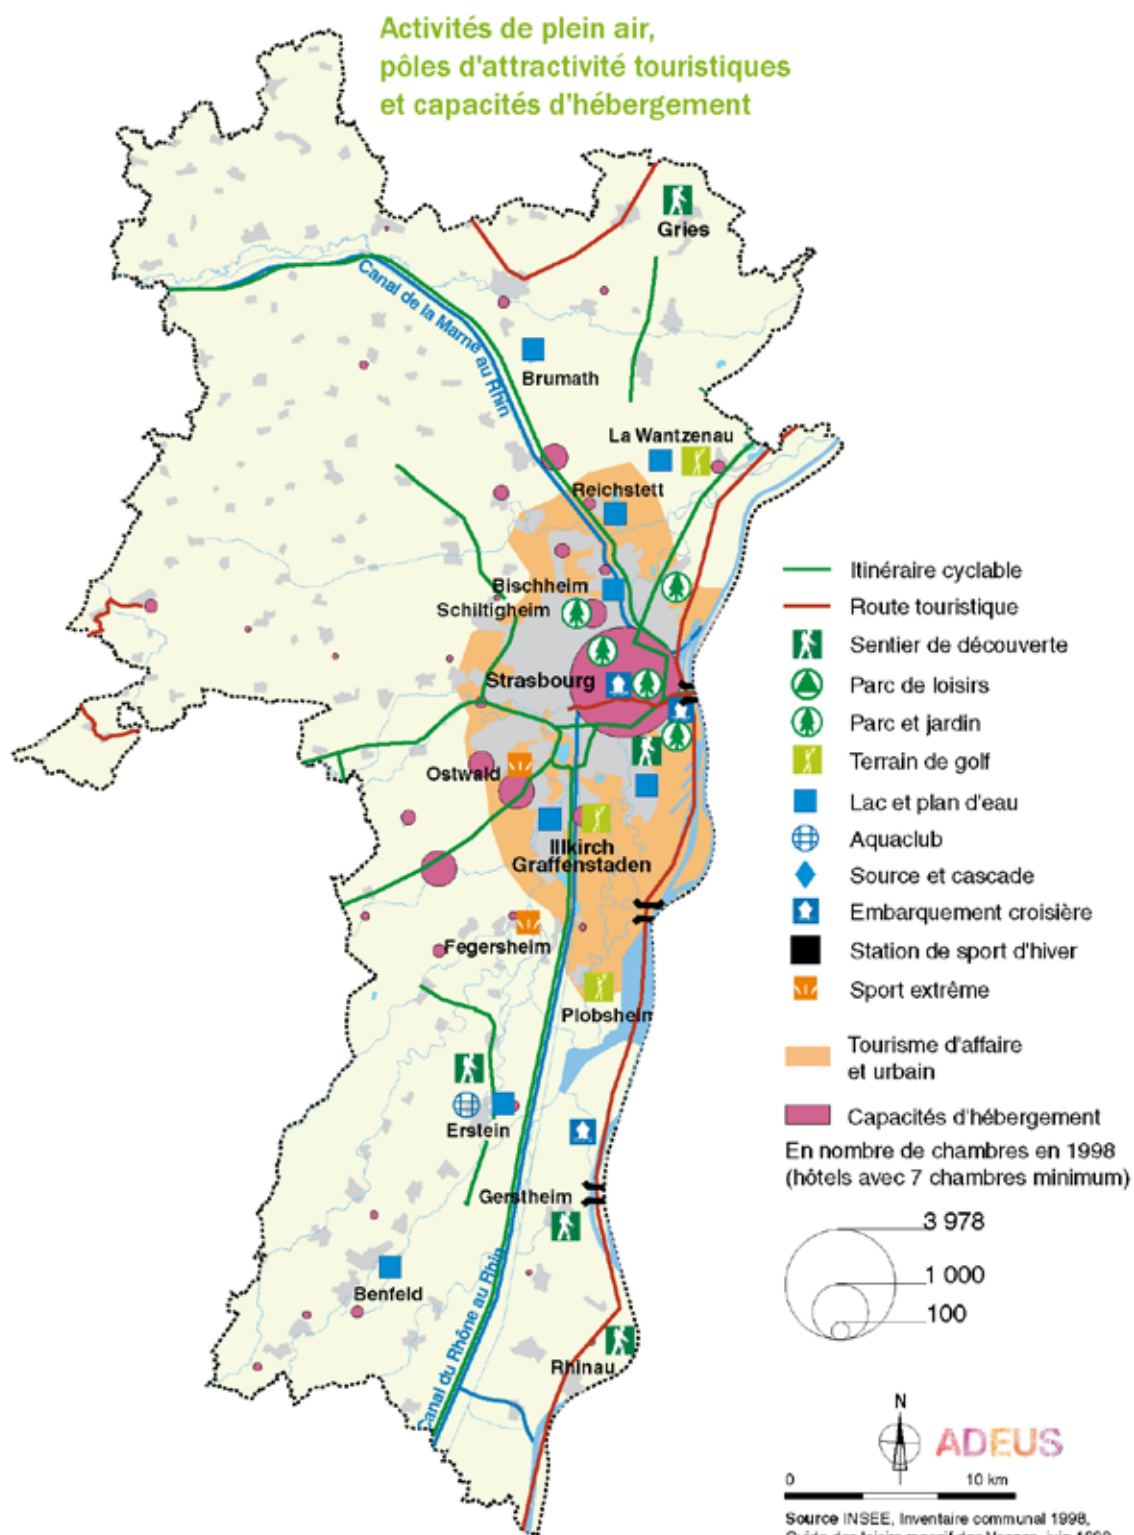 Activités de plein air,
pôles d'attractivité touristiques
et capacités d'hébergement
Gries
Canal de la Marne au Rhin
Brumath
La Wantzenau
Reichstett
Bischheim
Schiltigheim
Strasbourg
Ostwald
Illkirch
Graffenstaden
Fegersheim
Plobsheim
Erstein
Gerstheim
Benfeld
Canal du Rhône au Rhin
Rhinau
Itinéraire cyclable
Route touristique
Sentier de découverte
Parc de loisirs
Parc et jardin
Terrain de golf
Lac et plan d'eau
Aquaclub
Source et cascade
Embarquement croisière
Station de sport d'hiver
Sport extrême
Tourisme d'affaire
et urbain
Capacités d'hébergement
En nombre de chambres en 1998
(hôtels avec 7 chambres minimum)
3 978
1 000
100
N
ADEUS
0 10 km
Source INSEE, Inventaire communal 1998,